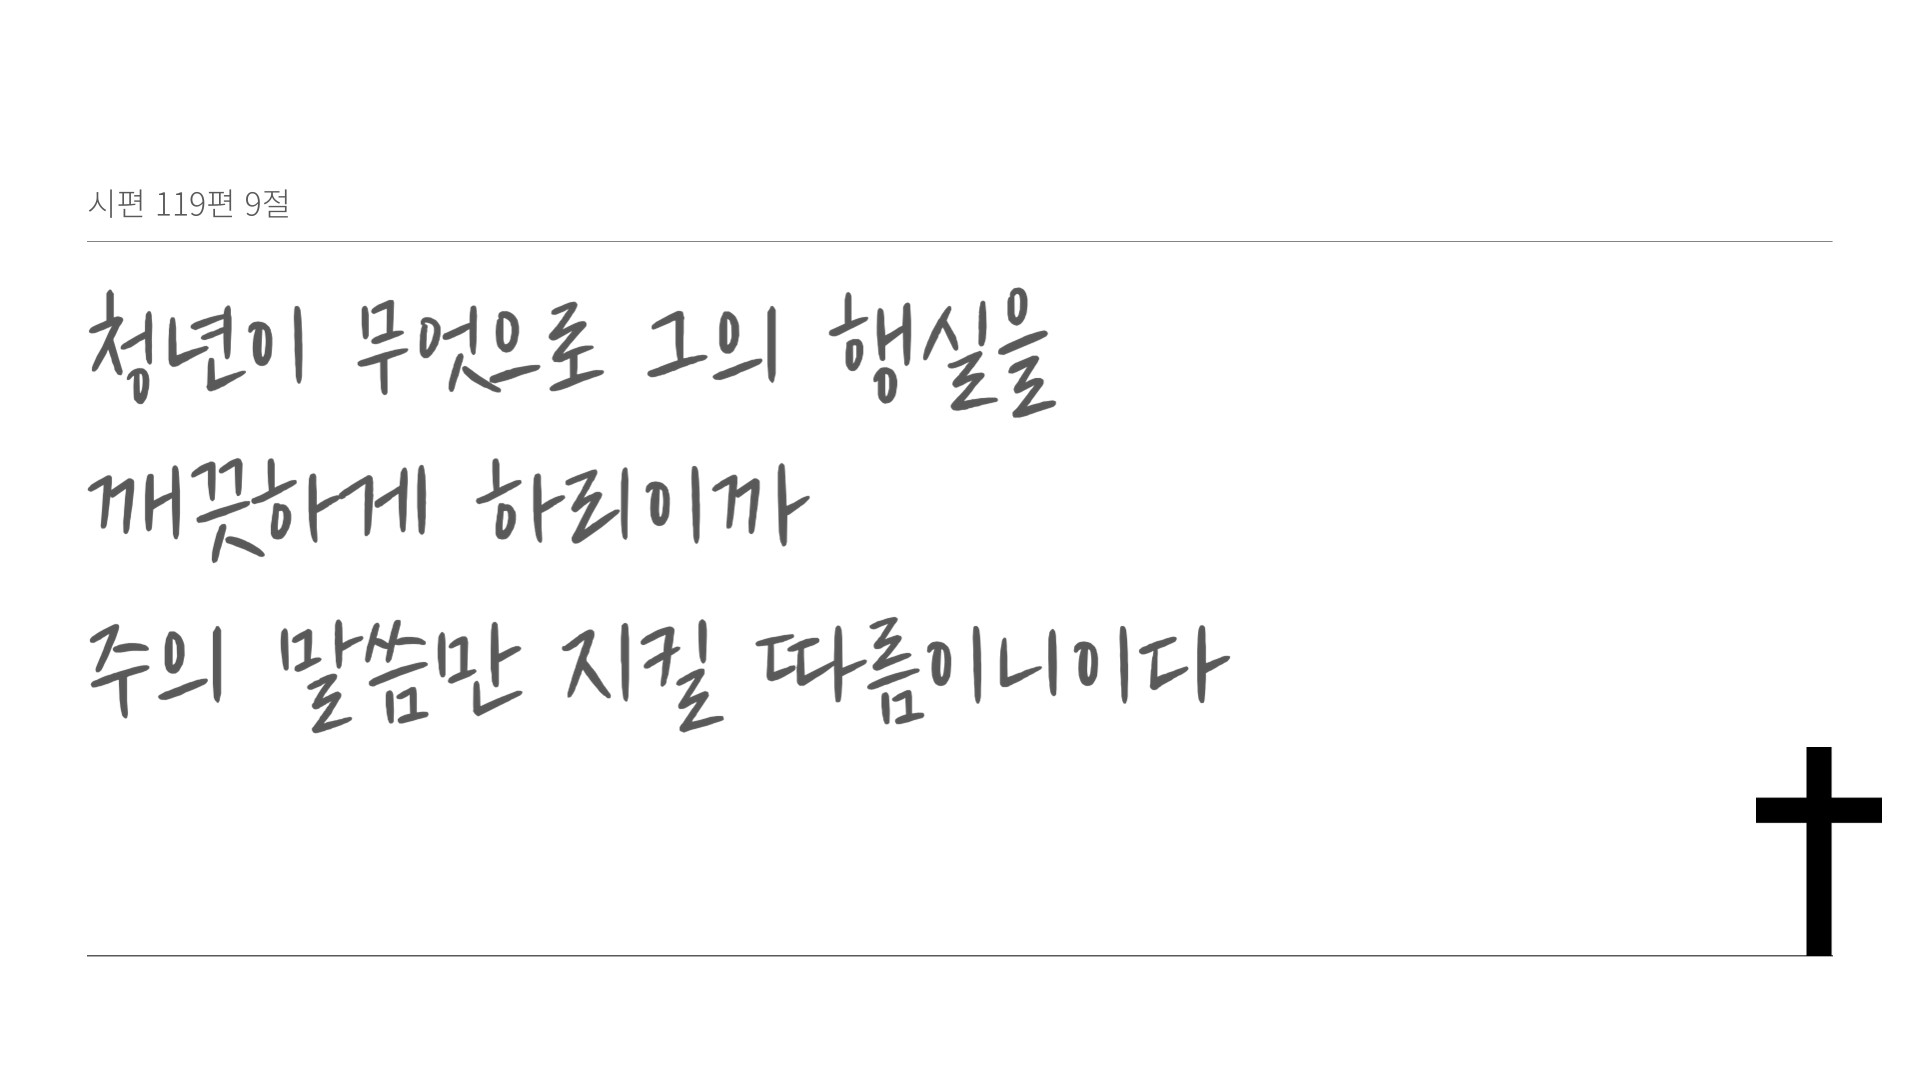 시편 119편 9절
청년이 무엇으로 그의 행실을
깨끗하게 하리이까
주의 말씀만 지킬 따름이니이다